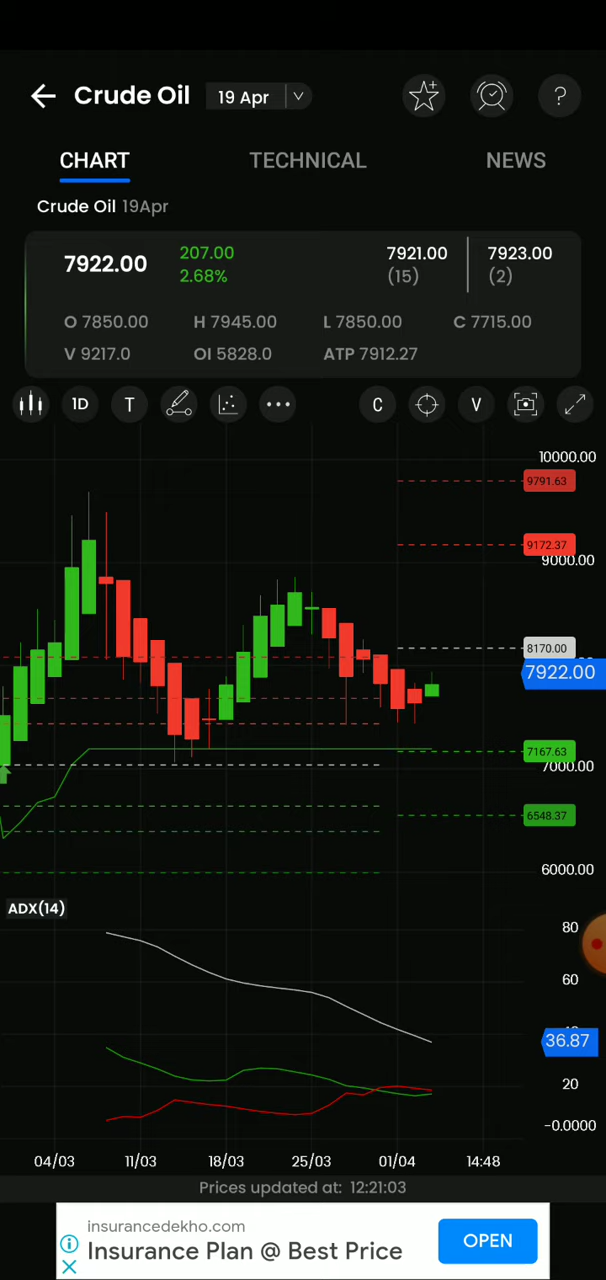 Crude Oil 19 Apr ?
CHART TECHNICAL NEWS
Crude Oil 19Apr
7922.00 207.00 2.68% 7921.00 (15) 7923.00 (2)
O 7850.00 H 7945.00 L 7850.00 C 7715.00
V 9217.0 OI 5828.0 ATP 7912.27
1D T C V
10000.00
9791.63
9172.37
9000.00
8170.00
7922.00
7167.63
7000.00
6548.37
6000.00
ADX(14)
80
60
36.87
20
-0.0000
04/03 11/03 18/03 25/03 01/04 14:48
Prices updated at: 12:21:03
insurancedekho.com
Insurance Plan @ Best Price
OPEN